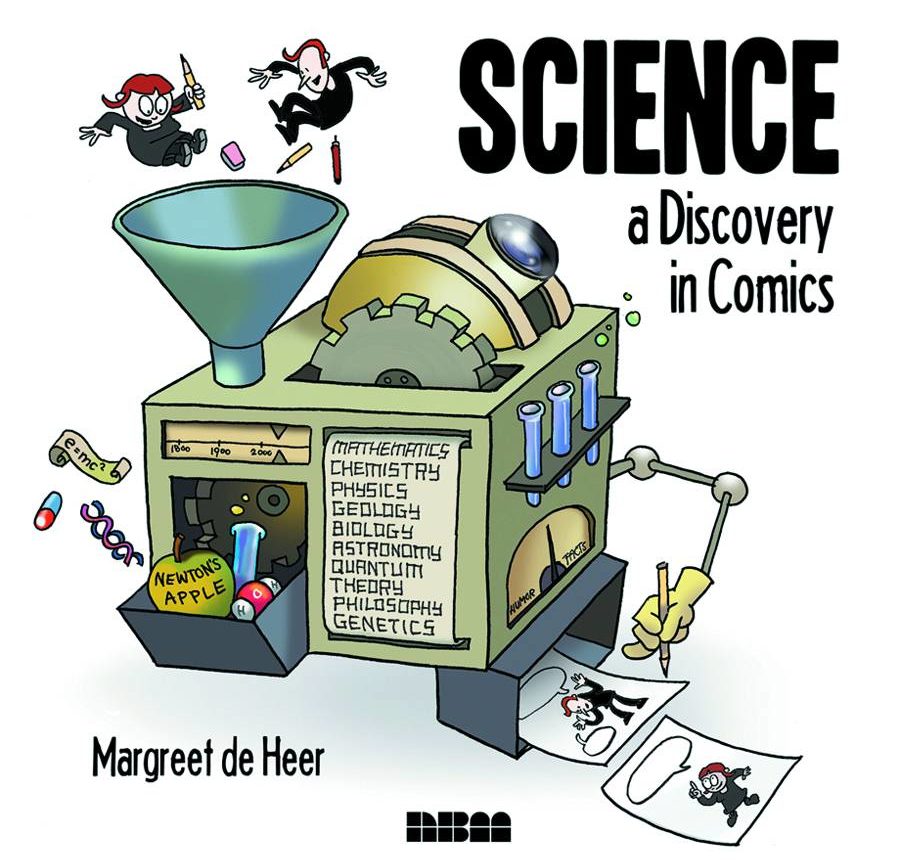 SCIENCE
a Discovery
in Comics
1800 1900 2000
e=mc²
MATHEMATICS
CHEMISTRY
PHYSICS
GEOLOGY
BIOLOGY
ASTRONOMY
QUANTUM
THEORY
PHILOSOPHY
GENETICS
NEWTON'S
APPLE
H O H
HUMOR
FACTS
Margreet de Heer
NBM